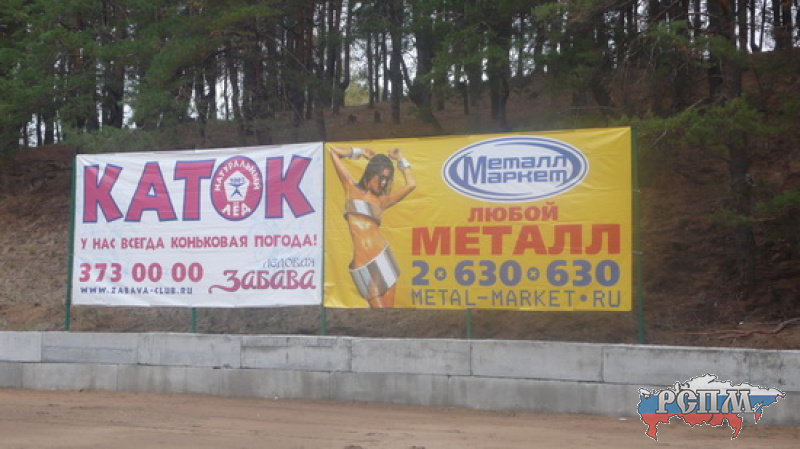 КАТОК
НАТУРАЛЬНЫЙ
ЛЁД
У НАС ВСЕГДА КОНЬКОВАЯ ПОГОДА!
373 00 00
ЛЕДОВАЯ
ЗАБАВА
WWW.ZABAVA-CLUB.RU
МЕТАЛЛ
МАРКЕТ
ЛЮБОЙ
МЕТАЛЛ
2•630•630
METAL-MARKET•RU
РСПМ